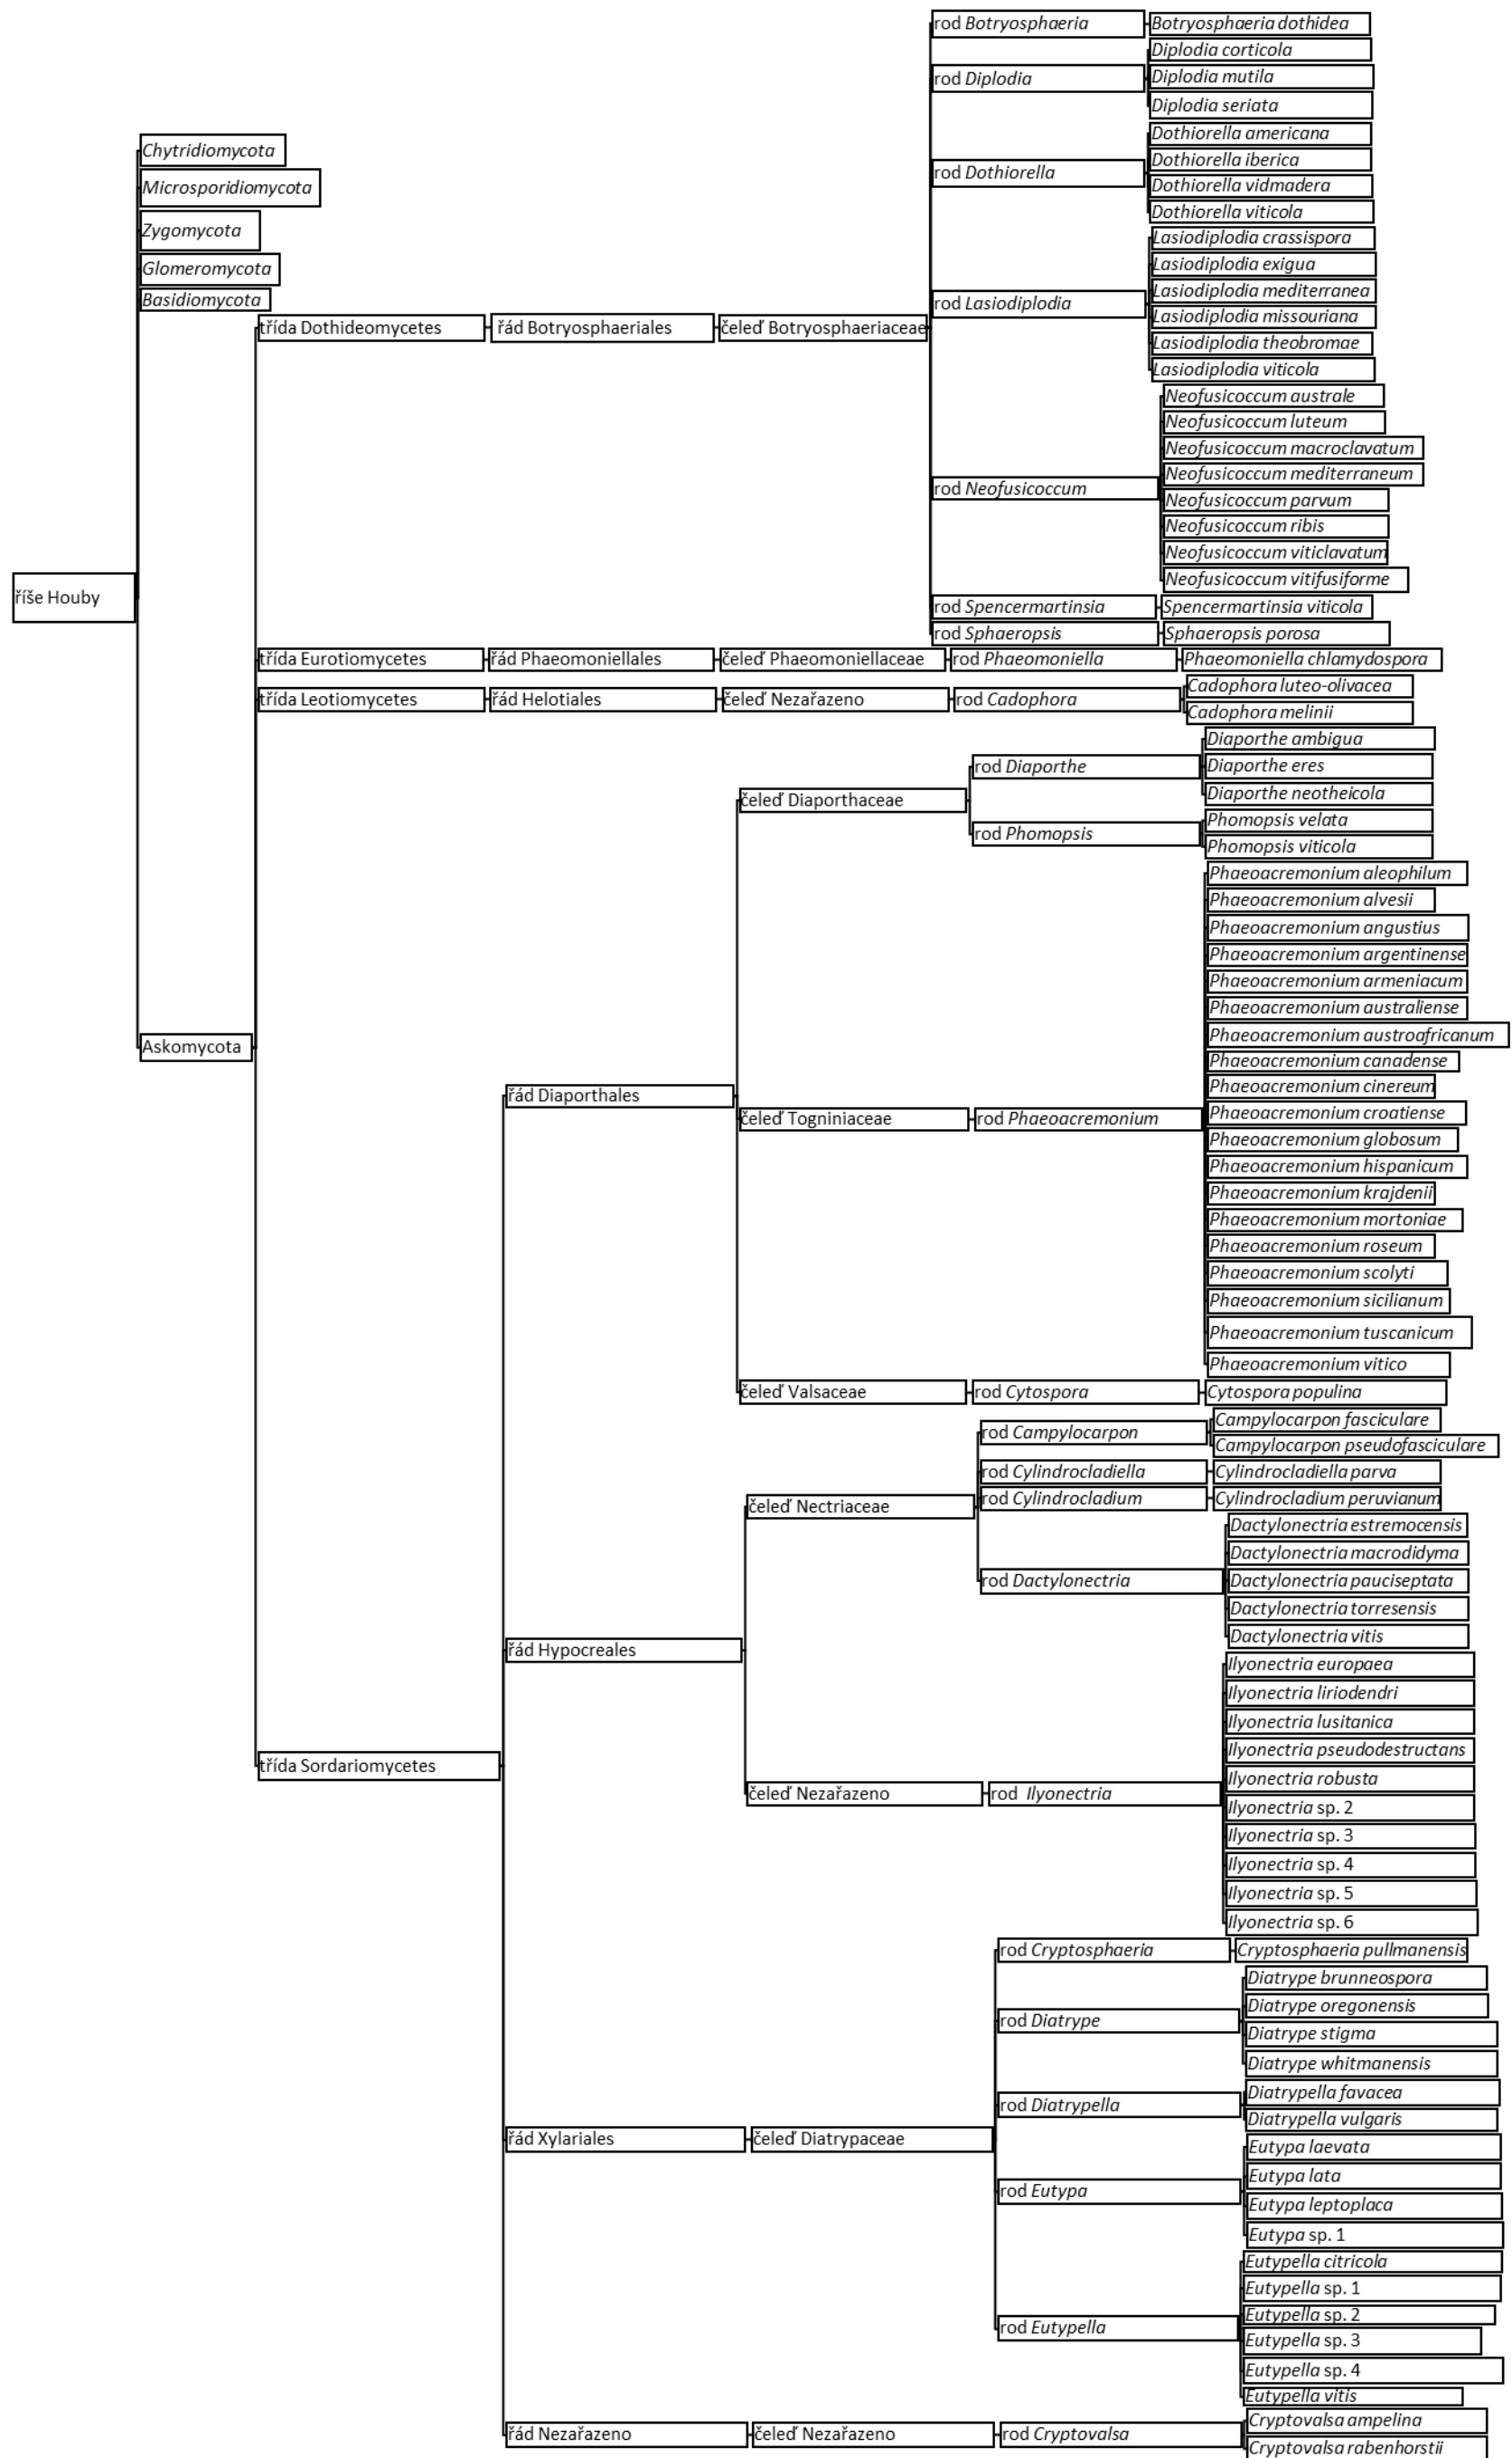 říše Houby
Chytridiomycota
Microsporidiomycota
Zygomycota
Glomeromycota
Basidiomycota
Askomycota
třída Dothideomycetes
řád Botryosphaeriales
čeleď Botryosphaeriaceae
rod Botryosphaeria
Botryosphaeria dothidea
rod Diplodia
Diplodia corticola
Diplodia mutila
Diplodia seriata
rod Dothiorella
Dothiorella americana
Dothiorella iberica
Dothiorella vidmadera
Dothiorella viticola
rod Lasiodiplodia
Lasiodiplodia crassispora
Lasiodiplodia exigua
Lasiodiplodia mediterranea
Lasiodiplodia missouriana
Lasiodiplodia theobromae
Lasiodiplodia viticola
rod Neofusicoccum
Neofusicoccum australe
Neofusicoccum luteum
Neofusicoccum macroclavatum
Neofusicoccum mediterraneum
Neofusicoccum parvum
Neofusicoccum ribis
Neofusicoccum viticlavatum
Neofusicoccum vitifusiforme
rod Spencermartinsia
Spencermartinsia viticola
rod Sphaeropsis
Sphaeropsis porosa
třída Eurotiomycetes
řád Phaeomoniellales
čeleď Phaeomoniellaceae
rod Phaeomoniella
Phaeomoniella chlamydospora
třída Leotiomycetes
řád Helotiales
čeleď Nezařazeno
rod Cadophora
Cadophora luteo-olivacea
Cadophora melinii
třída Sordariomycetes
řád Diaporthales
čeleď Diaporthaceae
rod Diaporthe
Diaporthe ambigua
Diaporthe eres
Diaporthe neotheicola
rod Phomopsis
Phomopsis velata
Phomopsis viticola
čeleď Togniniaceae
rod Phaeoacremonium
Phaeoacremonium aleophilum
Phaeoacremonium alvesii
Phaeoacremonium angustius
Phaeoacremonium argentinense
Phaeoacremonium armeniacum
Phaeoacremonium australiense
Phaeoacremonium austroafricanum
Phaeoacremonium canadense
Phaeoacremonium cinereum
Phaeoacremonium croatiense
Phaeoacremonium globosum
Phaeoacremonium hispanicum
Phaeoacremonium krajdenii
Phaeoacremonium mortoniae
Phaeoacremonium roseum
Phaeoacremonium scolyti
Phaeoacremonium sicilianum
Phaeoacremonium tuscanicum
Phaeoacremonium vitico
čeleď Valsaceae
rod Cytospora
Cytospora populina
řád Hypocreales
čeleď Nectriaceae
rod Campylocarpon
Campylocarpon fasciculare
Campylocarpon pseudofasciculare
rod Cylindrocladiella
Cylindrocladiella parva
rod Cylindrocladium
Cylindrocladium peruvianum
rod Dactylonectria
Dactylonectria estremocensis
Dactylonectria macrodidyma
Dactylonectria pauciseptata
Dactylonectria torresensis
Dactylonectria vitis
čeleď Nezařazeno
rod Ilyonectria
Ilyonectria europaea
Ilyonectria liriodendri
Ilyonectria lusitanica
Ilyonectria pseudodestructans
Ilyonectria robusta
Ilyonectria sp. 2
Ilyonectria sp. 3
Ilyonectria sp. 4
Ilyonectria sp. 5
Ilyonectria sp. 6
řád Xylariales
čeleď Diatrypaceae
rod Cryptosphaeria
Cryptosphaeria pullmanensis
rod Diatrype
Diatrype brunneospora
Diatrype oregonensis
Diatrype stigma
Diatrype whitmanensis
rod Diatrypella
Diatrypella favacea
Diatrypella vulgaris
rod Eutypa
Eutypa laevata
Eutypa lata
Eutypa leptoplaca
Eutypa sp. 1
rod Eutypella
Eutypella citricola
Eutypella sp. 1
Eutypella sp. 2
Eutypella sp. 3
Eutypella sp. 4
Eutypella vitis
řád Nezařazeno
čeleď Nezařazeno
rod Cryptovalsa
Cryptovalsa ampelina
Cryptovalsa rabenhorstii